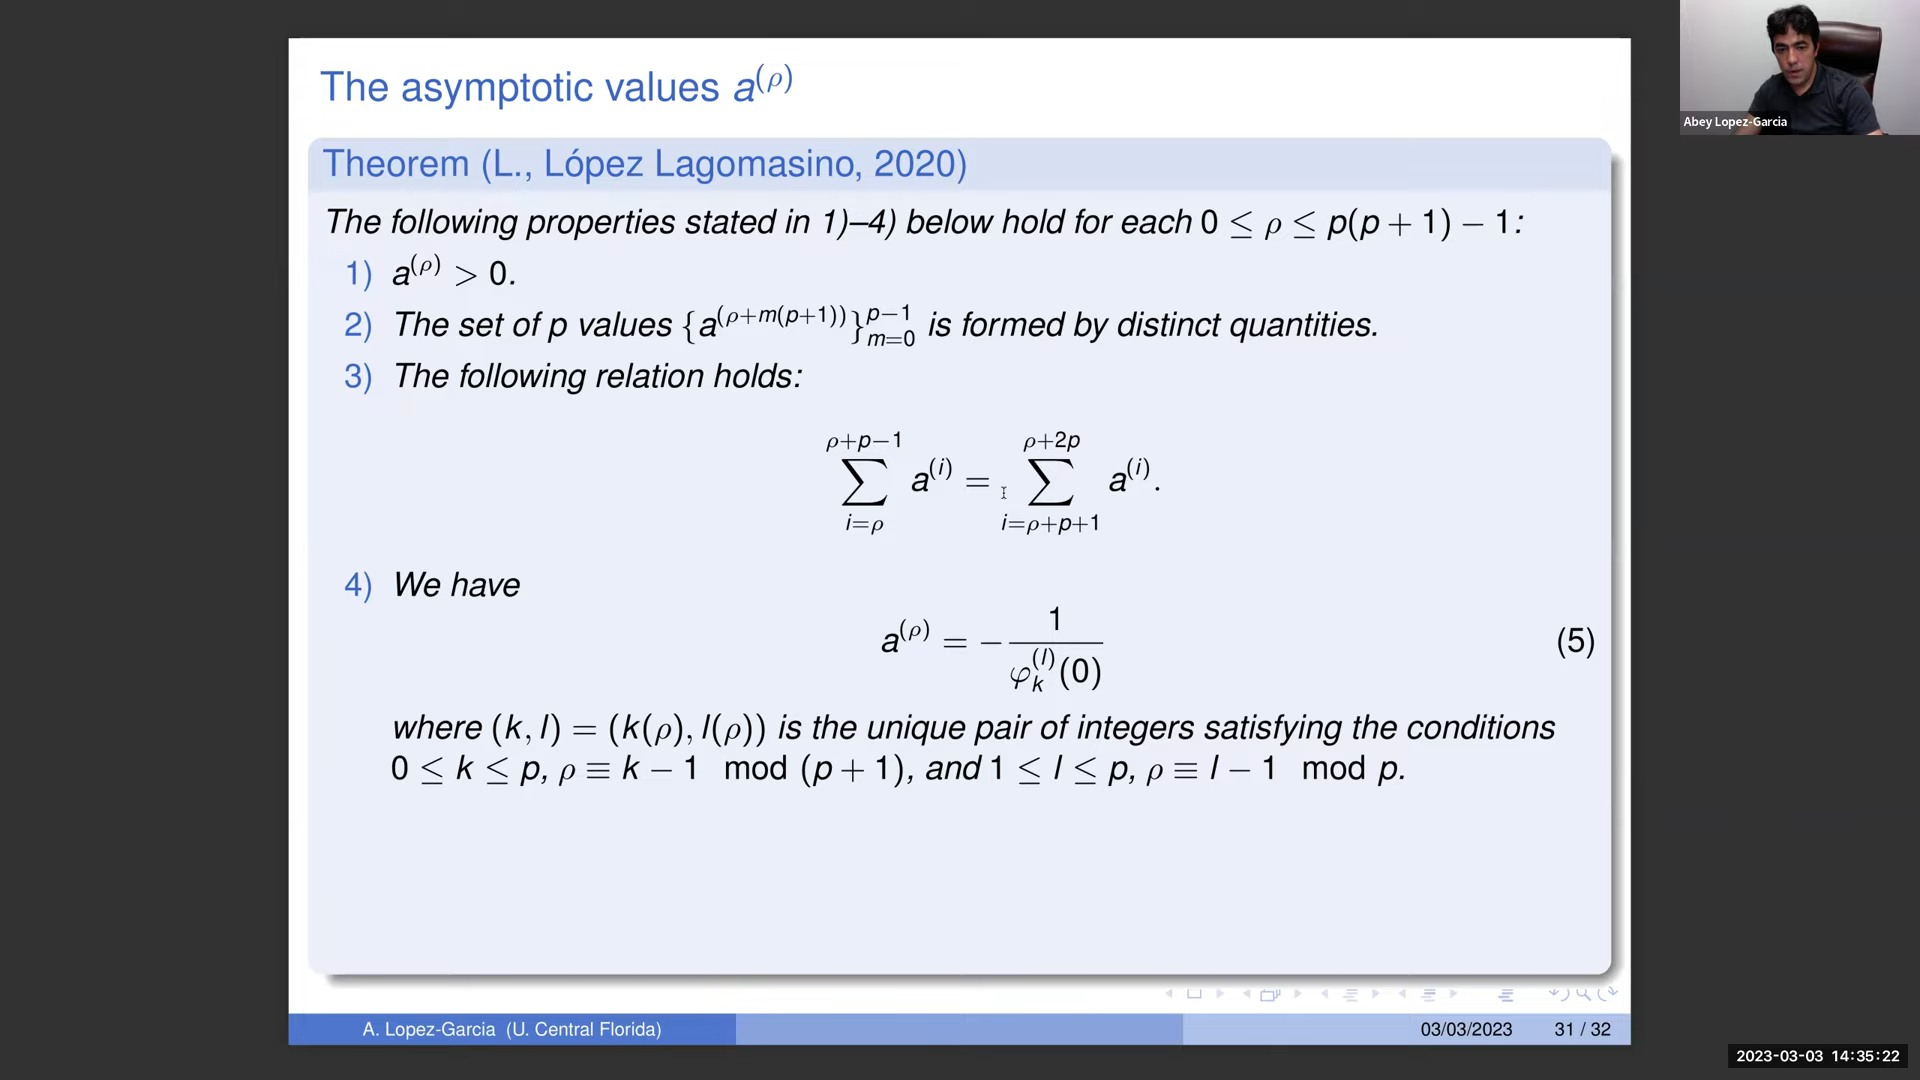 The asymptotic values a^(ρ)
Abey Lopez-Garcia
Theorem (L., López Lagomasino, 2020)
The following properties stated in 1)–4) below hold for each 0 ≤ ρ ≤ p(p + 1) − 1:
1) a^(ρ) > 0.
2) The set of p values {a^(ρ+m(p+1))}_{m=0}^{p−1} is formed by distinct quantities.
3) The following relation holds:
∑_{i=ρ}^{ρ+p−1} a^(i) = ∑_{i=ρ+p+1}^{ρ+2p} a^(i).
4) We have
a^(ρ) = − 1 / φ_k^(l)(0) (5)
where (k, l) = (k(ρ), l(ρ)) is the unique pair of integers satisfying the conditions
0 ≤ k ≤ p, ρ ≡ k − 1 mod (p + 1), and 1 ≤ l ≤ p, ρ ≡ l − 1 mod p.
A. Lopez-Garcia (U. Central Florida) 03/03/2023 31 / 32
2023-03-03 14:35:22